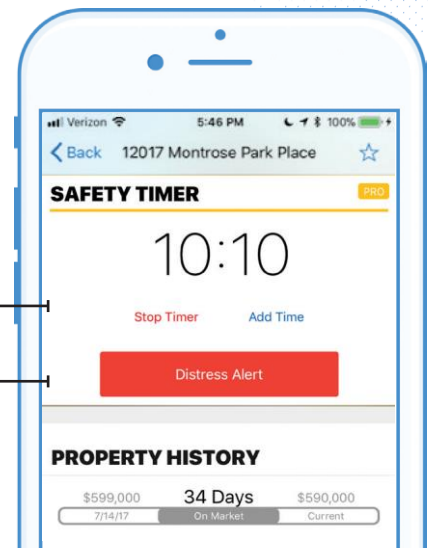 Verizon 5:46 PM 100%
Back 12017 Montrose Park Place
SAFETY TIMER PRO
10:10
Stop Timer Add Time
Distress Alert
PROPERTY HISTORY
$599,000 34 Days $590,000
7/14/17 On Market Current